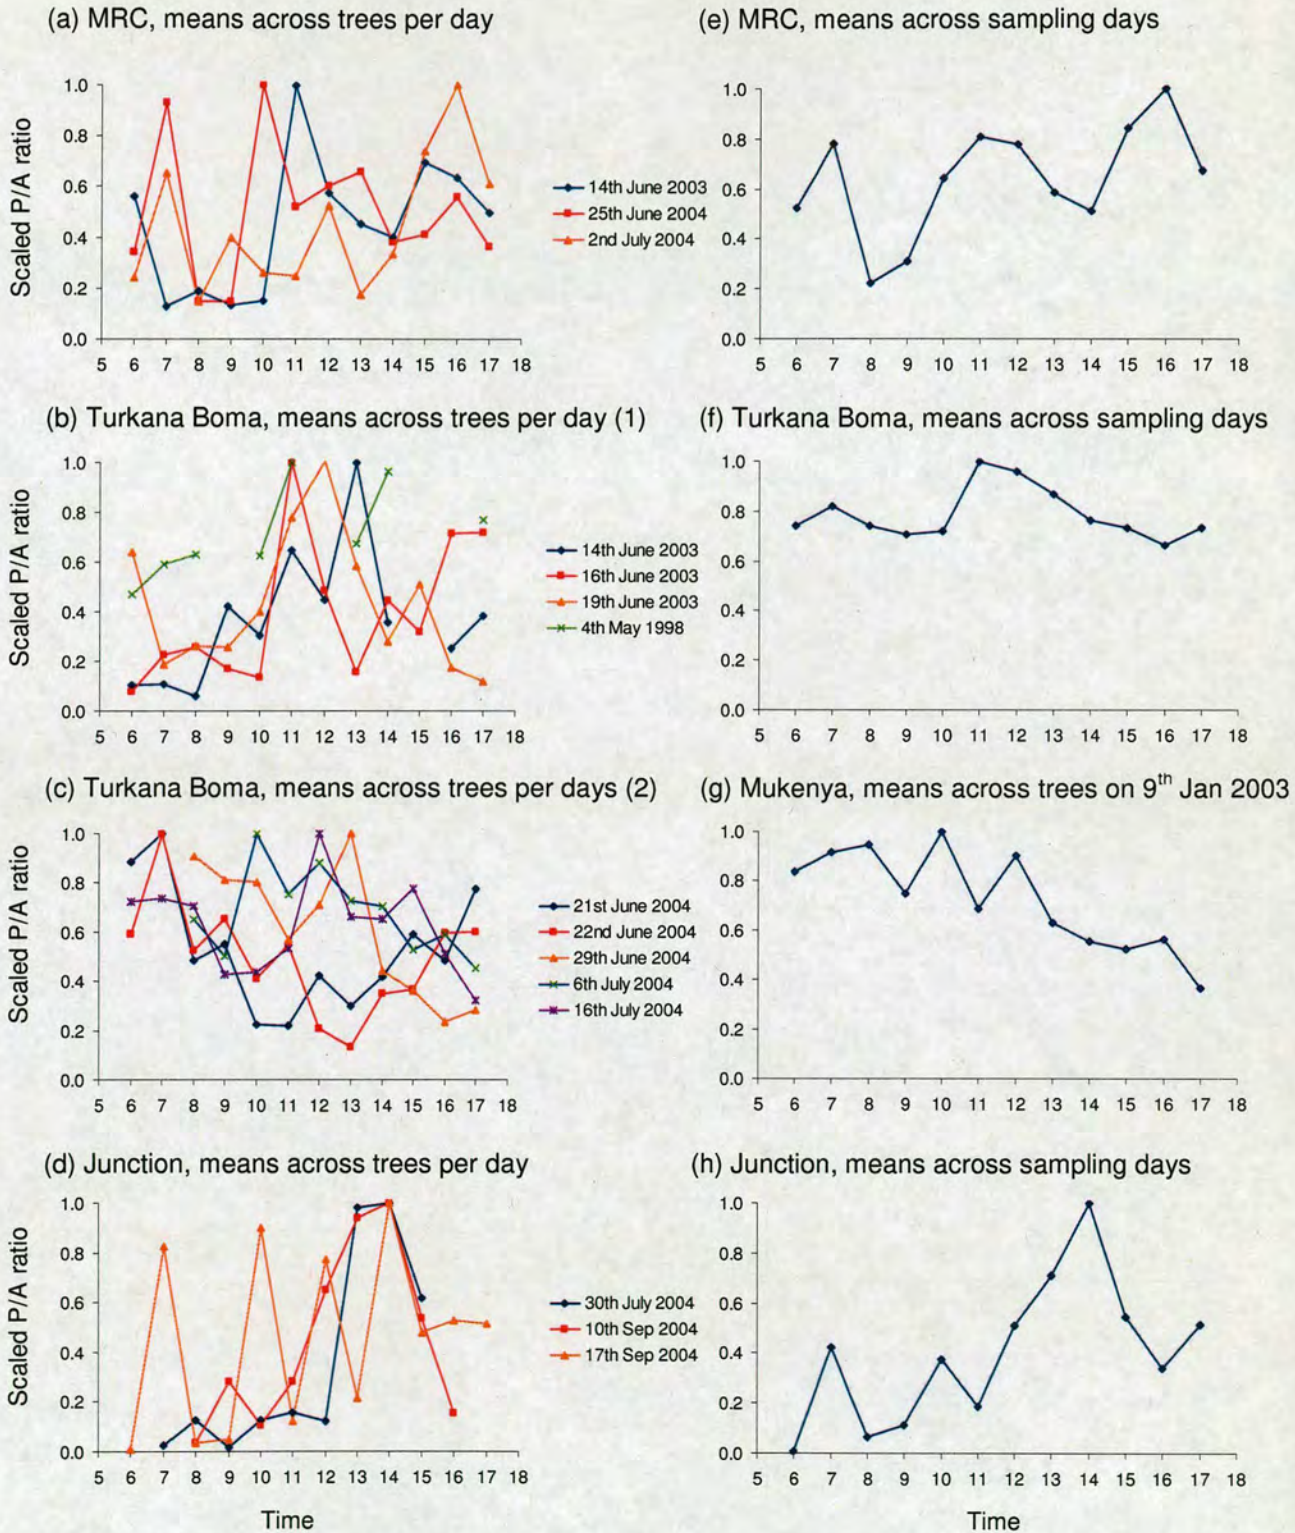 (a) MRC, means across trees per day
Scaled P/A ratio
1.0
0.8
0.6
0.4
0.2
0.0
5 6 7 8 9 10 11 12 13 14 15 16 17 18
14th June 2003
25th June 2004
2nd July 2004
(e) MRC, means across sampling days
1.0
0.8
0.6
0.4
0.2
0.0
5 6 7 8 9 10 11 12 13 14 15 16 17 18
(b) Turkana Boma, means across trees per day (1)
Scaled P/A ratio
1.0
0.8
0.6
0.4
0.2
0.0
5 6 7 8 9 10 11 12 13 14 15 16 17 18
14th June 2003
16th June 2003
19th June 2003
4th May 1998
(f) Turkana Boma, means across sampling days
1.0
0.8
0.6
0.4
0.2
0.0
5 6 7 8 9 10 11 12 13 14 15 16 17 18
(c) Turkana Boma, means across trees per days (2)
Scaled P/A ratio
1.0
0.8
0.6
0.4
0.2
0.0
5 6 7 8 9 10 11 12 13 14 15 16 17 18
21st June 2004
22nd June 2004
29th June 2004
6th July 2004
16th July 2004
(g) Mukenya, means across trees on 9th Jan 2003
1.0
0.8
0.6
0.4
0.2
0.0
5 6 7 8 9 10 11 12 13 14 15 16 17 18
(d) Junction, means across trees per day
Scaled P/A ratio
1.0
0.8
0.6
0.4
0.2
0.0
5 6 7 8 9 10 11 12 13 14 15 16 17 18
Time
30th July 2004
10th Sep 2004
17th Sep 2004
(h) Junction, means across sampling days
1.0
0.8
0.6
0.4
0.2
0.0
5 6 7 8 9 10 11 12 13 14 15 16 17 18
Time